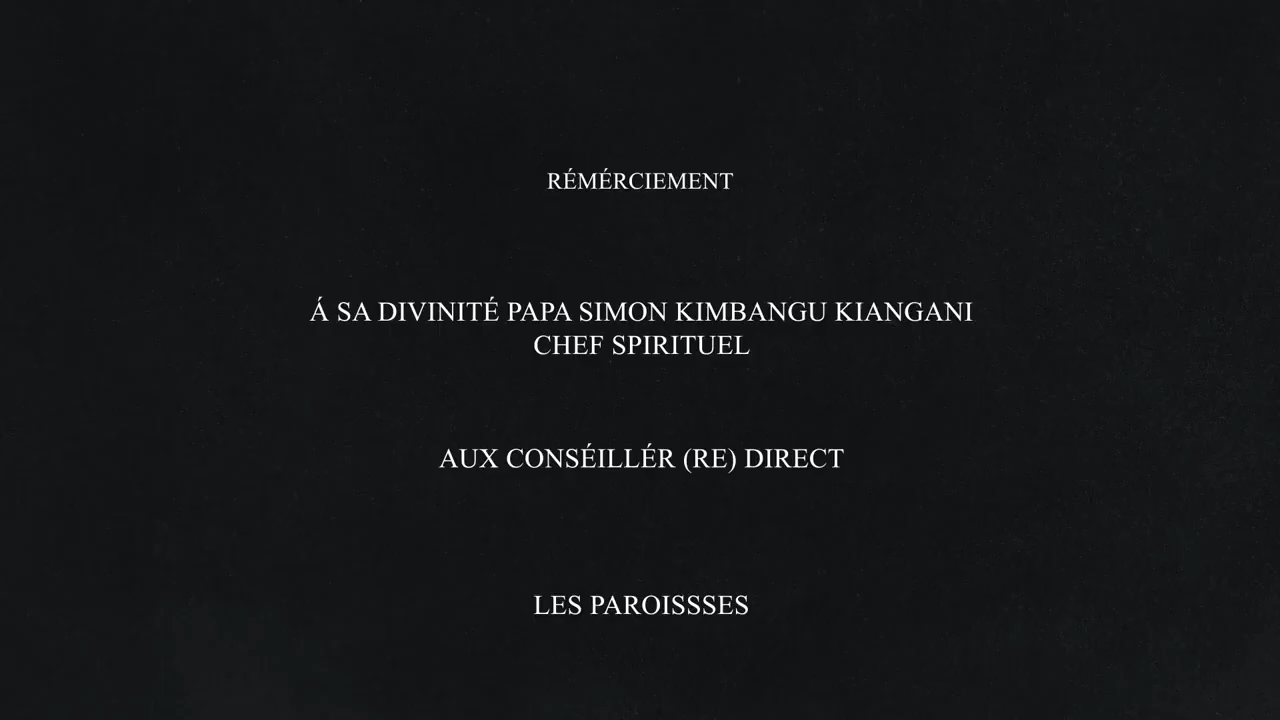 RÉMÉRCIEMENT
Á SA DIVINITÉ PAPA SIMON KIMBANGU KIANGANI
CHEF SPIRITUEL
AUX CONSÉILLÉR (RE) DIRECT
LES PAROISSSES